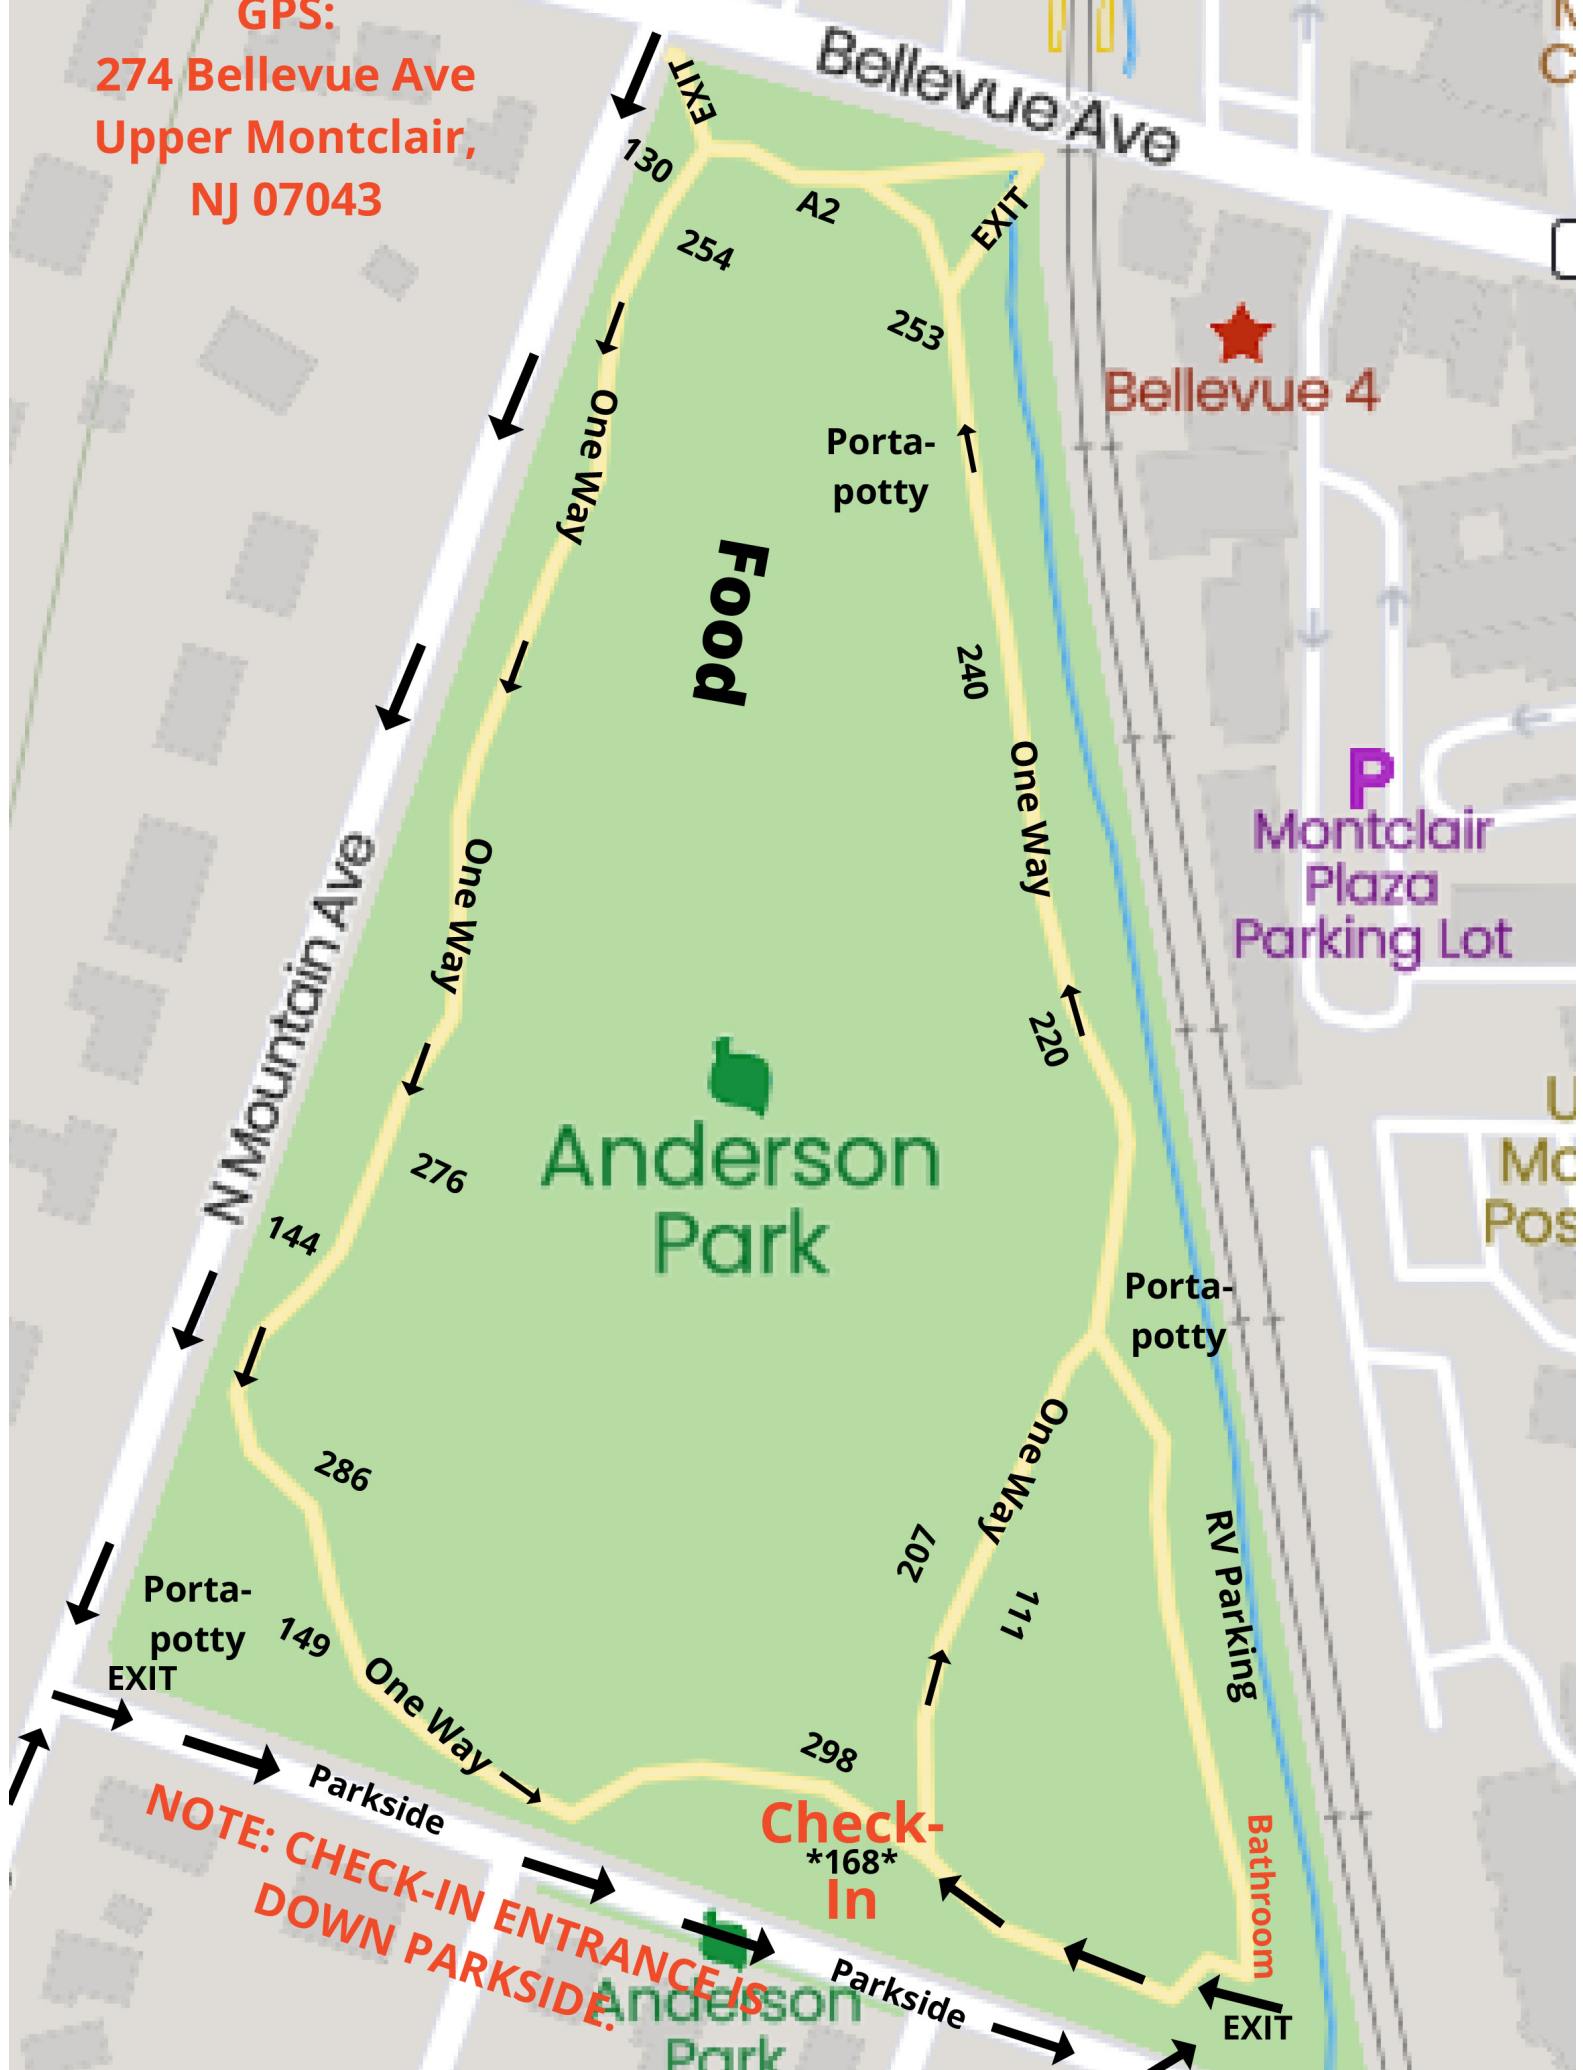 GPS:
274 Bellevue Ave
Upper Montclair,
NJ 07043
Bellevue Ave
EXIT
130
A2
EXIT
254
253
Bellevue 4
One Way
Porta-
potty
Food
240
One Way
P
Montclair
Plaza
Parking Lot
N Mountain Ave
One Way
220
Anderson
Park
276
144
Porta-
potty
286
One Way
207
111
RV Parking
Porta-
potty
149
EXIT
One Way
298
Check-
*168*
In
Bathroom
Parkside
NOTE: CHECK-IN ENTRANCE IS
DOWN PARKSIDE.
Parkside
EXIT
Anderson
Park